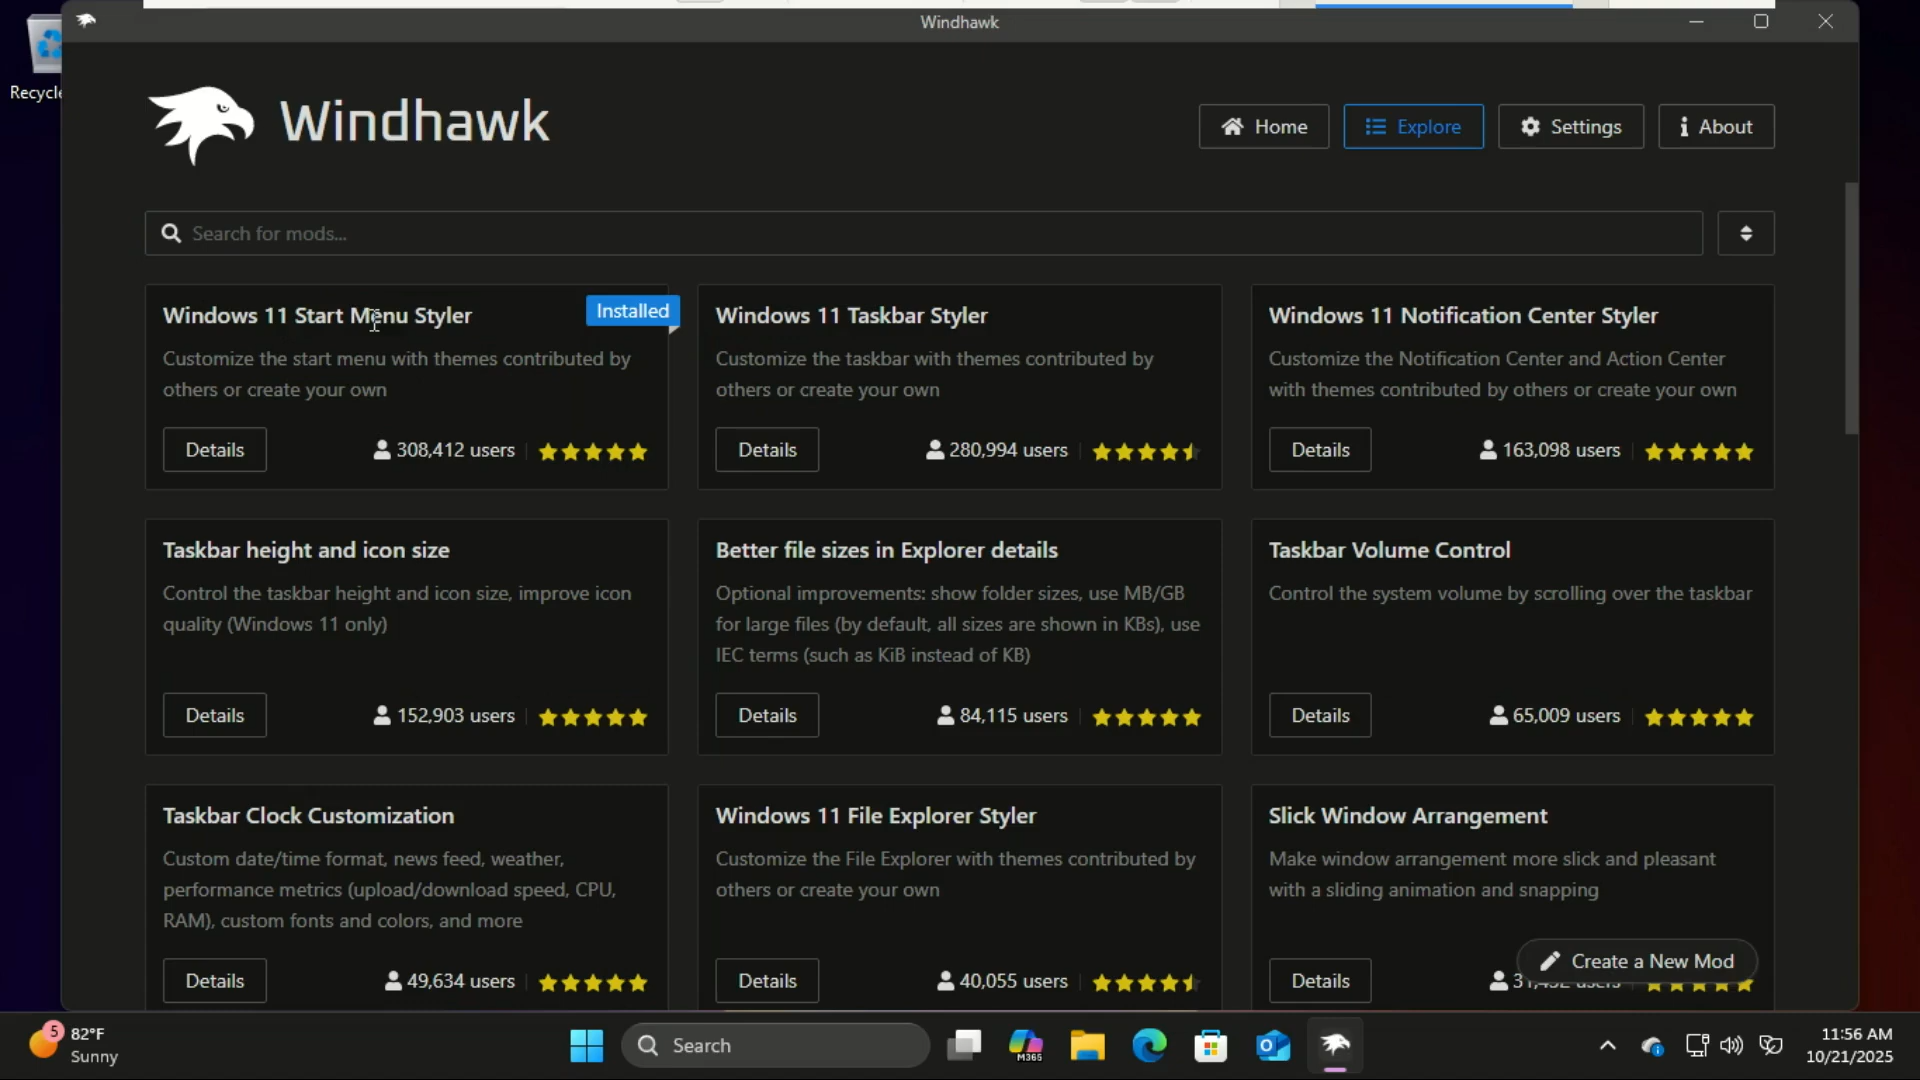 Windhawk
Recycle
Windhawk
Home
Explore
Settings
About
Search for mods...
Windows 11 Start Menu Styler
Installed
Customize the start menu with themes contributed by
others or create your own
Details
308,412 users
Windows 11 Taskbar Styler
Customize the taskbar with themes contributed by
others or create your own
Details
280,994 users
Windows 11 Notification Center Styler
Customize the Notification Center and Action Center
with themes contributed by others or create your own
Details
163,098 users
Taskbar height and icon size
Control the taskbar height and icon size, improve icon
quality (Windows 11 only)
Details
152,903 users
Better file sizes in Explorer details
Optional improvements: show folder sizes, use MB/GB
for large files (by default, all sizes are shown in KBs), use
IEC terms (such as KiB instead of KB)
Details
84,115 users
Taskbar Volume Control
Control the system volume by scrolling over the taskbar
Details
65,009 users
Taskbar Clock Customization
Custom date/time format, news feed, weather,
performance metrics (upload/download speed, CPU,
RAM), custom fonts and colors, and more
Details
49,634 users
Windows 11 File Explorer Styler
Customize the File Explorer with themes contributed by
others or create your own
Details
40,055 users
Slick Window Arrangement
Make window arrangement more slick and pleasant
with a sliding animation and snapping
Details
Create a New Mod
5
82°F
Sunny
Search
M365
11:56 AM
10/21/2025